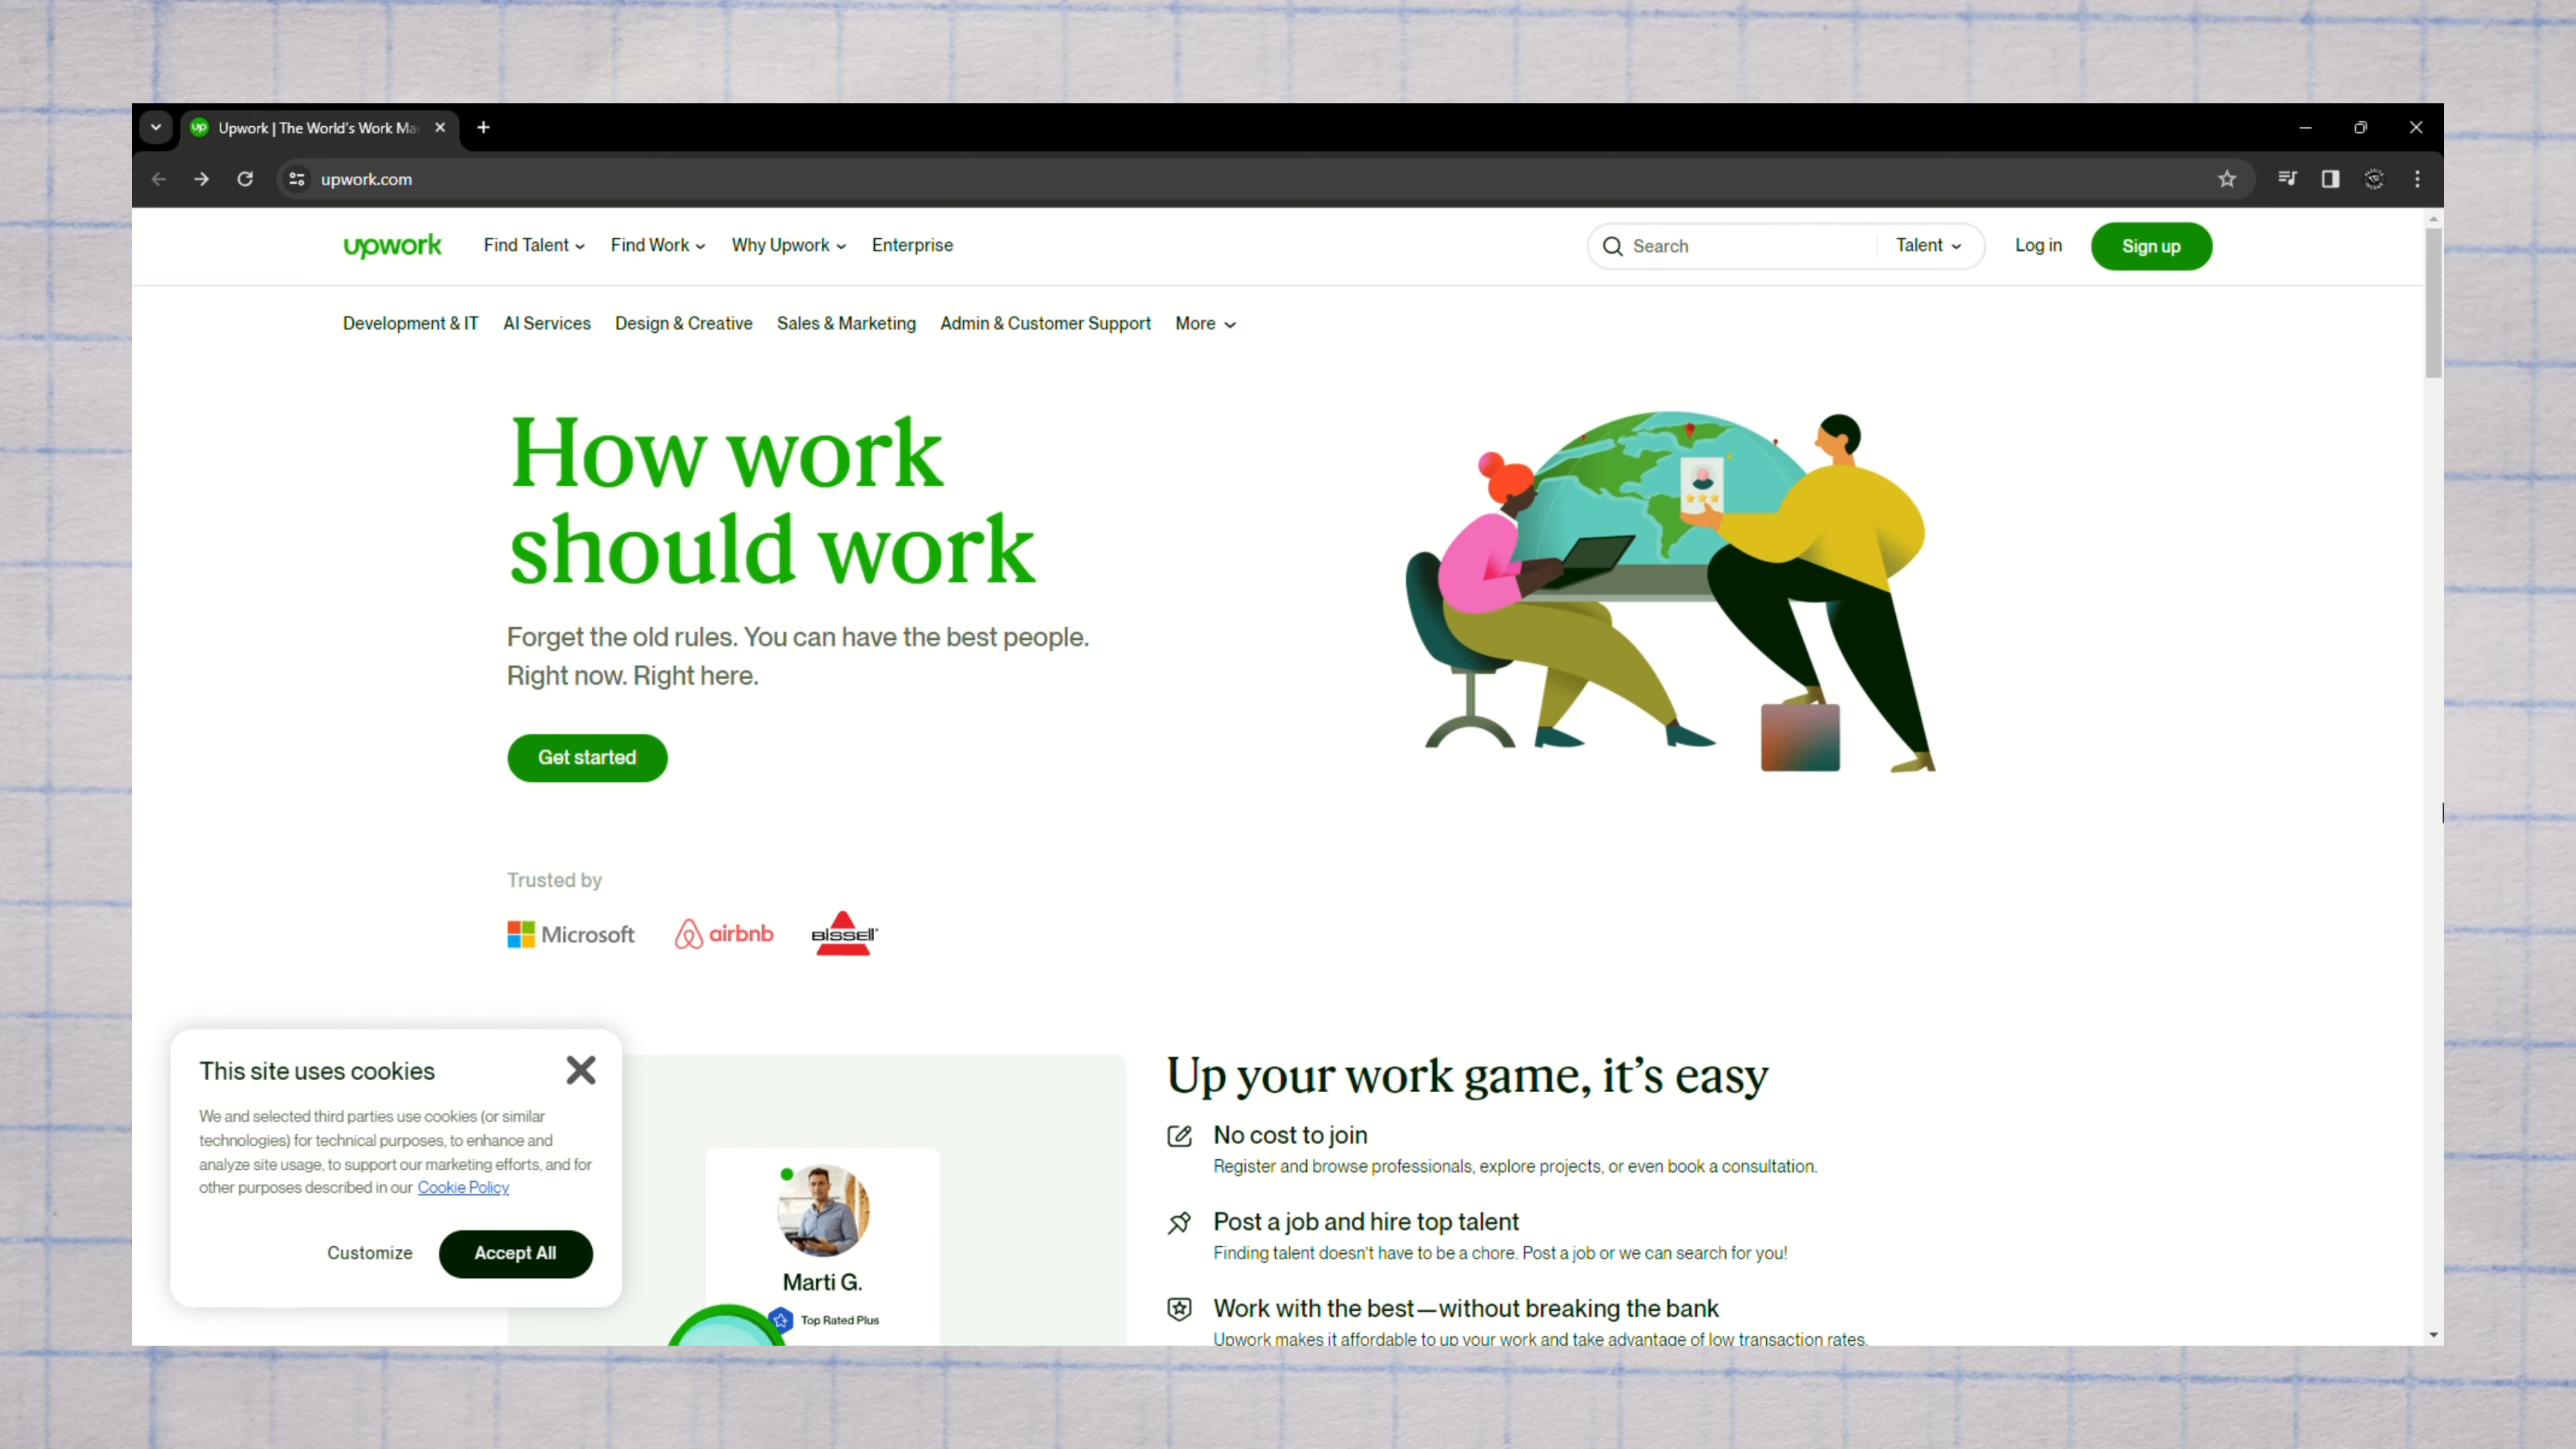 Upwork | The World's Work Ma
upwork.com
upwork
Find Talent
Find Work
Why Upwork
Enterprise
Search
Talent
Log in
Sign up
Development & IT
AI Services
Design & Creative
Sales & Marketing
Admin & Customer Support
More
How work
should work
Forget the old rules. You can have the best people.
Right now. Right here.
Get started
Trusted by
Microsoft
airbnb
BISSELL
This site uses cookies
We and selected third parties use cookies (or similar
technologies) for technical purposes, to enhance and
analyze site usage, to support our marketing efforts, and for
other purposes described in our Cookie Policy
Customize
Accept All
Marti G.
Top Rated Plus
Up your work game, it's easy
No cost to join
Register and browse professionals, explore projects, or even book a consultation.
Post a job and hire top talent
Finding talent doesn't have to be a chore. Post a job or we can search for you!
Work with the best—without breaking the bank
Upwork makes it affordable to up your work and take advantage of low transaction rates.